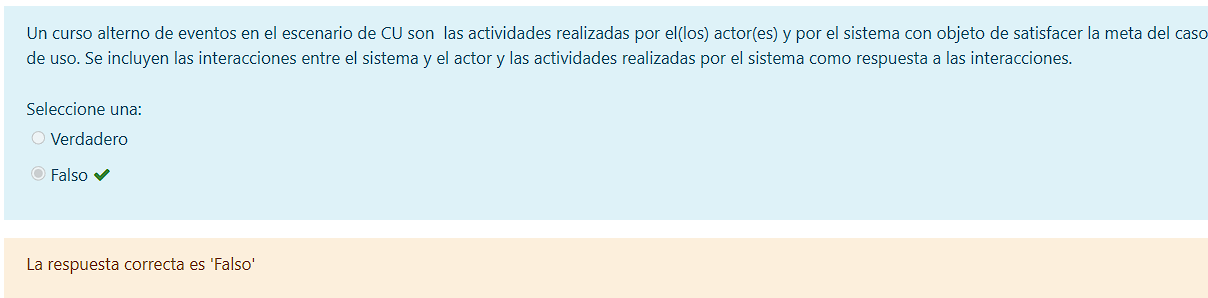 Un curso alterno de eventos en el escenario de CU son las actividades realizadas por el(los) actor(es) y por el sistema con objeto de satisfacer la meta del caso
de uso. Se incluyen las interacciones entre el sistema y el actor y las actividades realizadas por el sistema como respuesta a las interacciones.
Seleccione una:
Verdadero
Falso
La respuesta correcta es 'Falso'